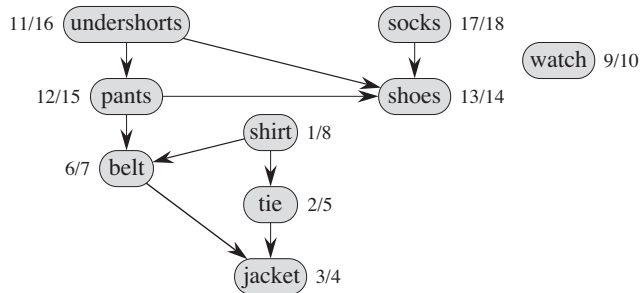 11/16 undershorts socks 17/18
watch 9/10
12/15 pants shoes 13/14
shirt 1/8
6/7 belt
tie 2/5
jacket 3/4